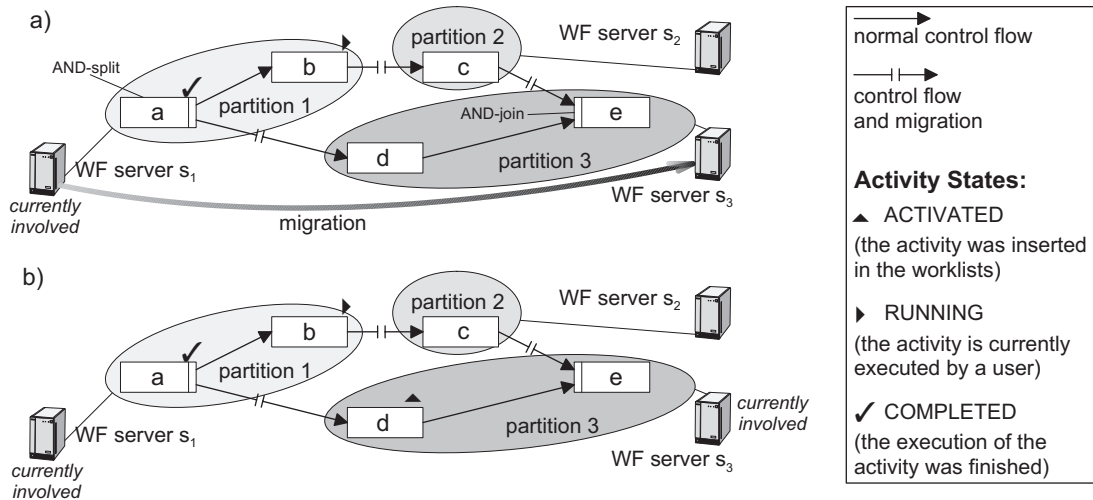 a)
partition 2
WF server s2
b
c
AND-split
partition 1
a
AND-join
e
d
partition 3
WF server s1
WF server s3
currently
involved
migration
b)
partition 2
WF server s2
b
c
partition 1
a
e
d
partition 3
currently
involved
WF server s1
WF server s3
currently
involved
normal control flow
control flow
and migration
Activity States:
ACTIVATED
(the activity was inserted
in the worklists)
RUNNING
(the activity is currently
executed by a user)
COMPLETED
(the execution of the
activity was finished)